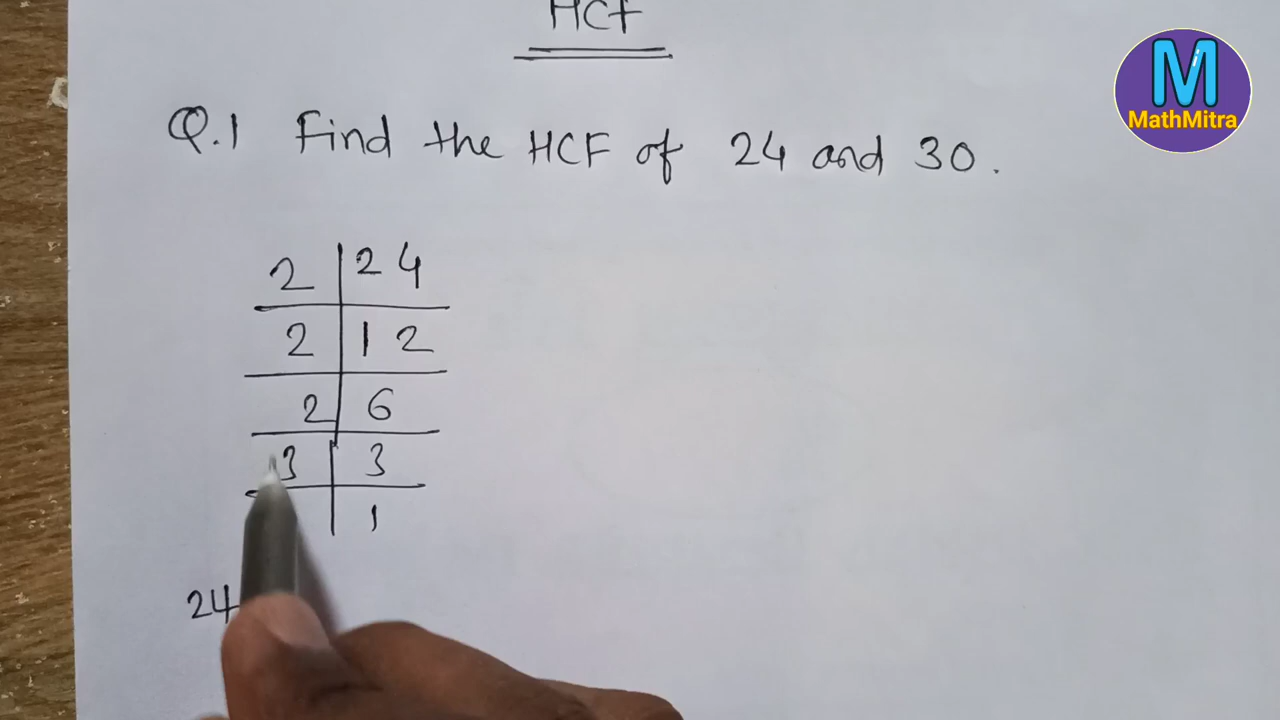 HCF
M
MathMitra
Q.1 Find the HCF of 24 and 30.
2 24
2 12
2 6
3 3
1
24